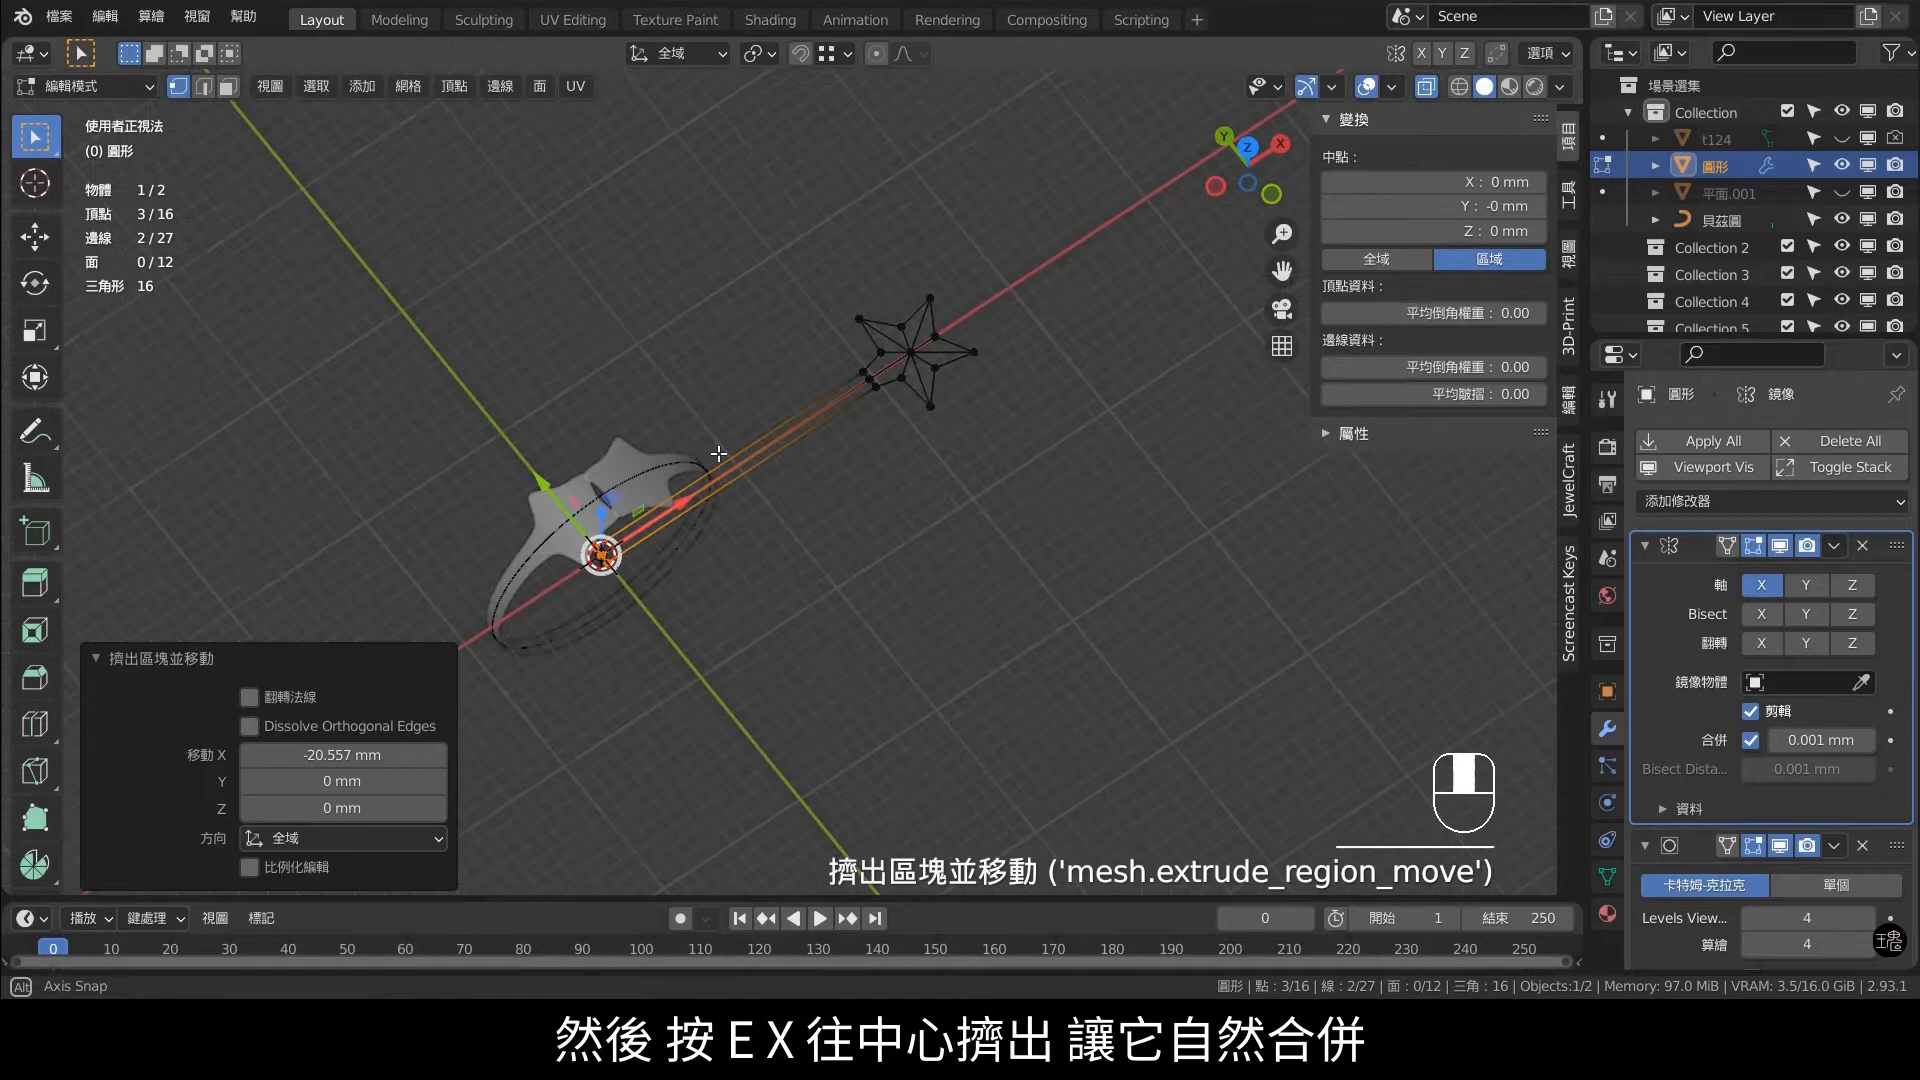 檔案 編輯 算繪 視窗 幫助 Layout Modeling Sculpting UV Editing Texture Paint Shading Animation Rendering Compositing Scripting + Scene View Layer
全域 X Y Z 選項
編輯模式 視圖 選取 添加 網格 頂點 邊線 面 UV
使用者正視法
(0) 圓形
物體 1 / 2
頂點 3 / 16
邊線 2 / 27
面 0 / 12
三角形 16
Y Z X
變換
中點 :
X : 0 mm
Y : -0 mm
Z : 0 mm
全域 區域
頂點資料 :
平均倒角權重 : 0.00
邊線資料 :
平均倒角權重 : 0.00
平均皺摺 : 0.00
屬性
項目
工具
視圖
3D-Print
編輯
JewelCraft
Screencast Keys
場景選集
Collection
t124
圓形
平面.001
貝茲圓
Collection 2
Collection 3
Collection 4
Collection 5
圓形 鏡像
Apply All Delete All
Viewport Vis Toggle Stack
添加修改器
軸 X Y Z
Bisect X Y Z
翻轉 X Y Z
鏡像物體
剪輯
合併 0.001 mm
Bisect Dista... 0.001 mm
資料
卡特姆-克拉克 單個
Levels View... 4
算繪 4
擠出區塊並移動
翻轉法線
Dissolve Orthogonal Edges
移動 X -20.557 mm
Y 0 mm
Z 0 mm
方向 全域
比例化編輯
擠出區塊並移動 ('mesh.extrude_region_move')
播放 鍵處理 視圖 標記 0 開始 1 結束 250
0 10 20 30 40 50 60 70 80 90 100 110 120 130 140 150 160 170 180 190 200 210 220 230 240 250
Alt Axis Snap
圓形 | 點 : 3/16 | 線 : 2/27 | 面 : 0/12 | 三角 : 16 | Objects:1/2 | Memory: 97.0 MiB | VRAM: 3.5/16.0 GiB | 2.93.1
然後 按 E X 往中心擠出 讓它自然合併